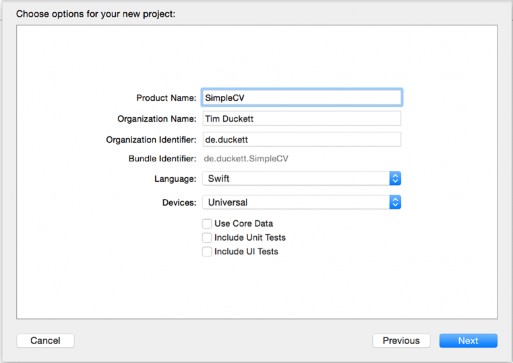 Choose options for your new project:
Product Name: SimpleCV
Organization Name: Tim Duckett
Organization Identifier: de.duckett
Bundle Identifier: de.duckett.SimpleCV
Language: Swift
Devices: Universal
Use Core Data
Include Unit Tests
Include UI Tests
Cancel Previous Next